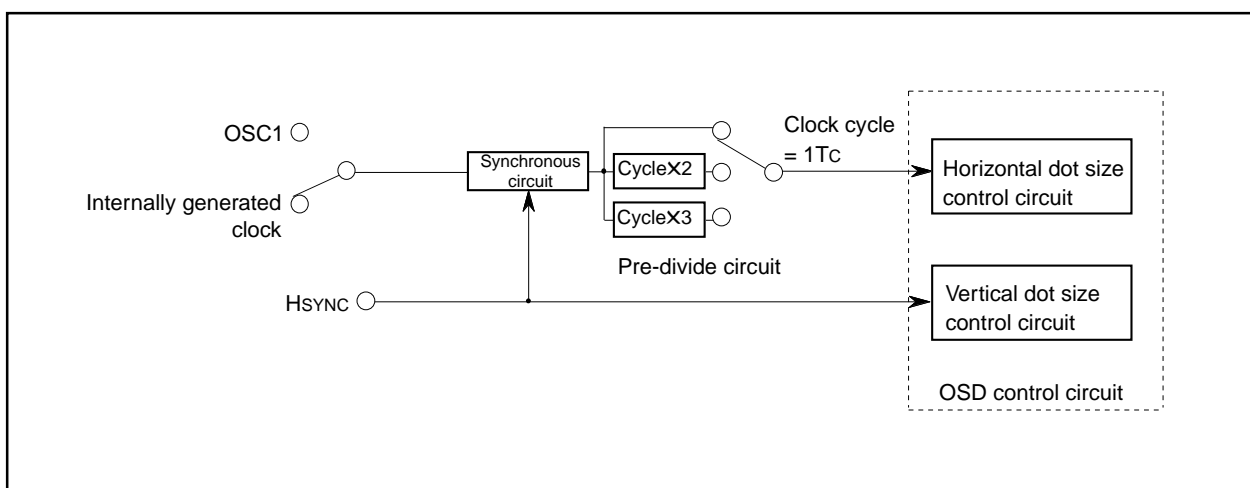 OSC1
Internally generated
clock
HSYNC
Synchronous
circuit
Cycle×2
Cycle×3
Pre-divide circuit
Clock cycle
= 1TC
Horizontal dot size
control circuit
Vertical dot size
control circuit
OSD control circuit